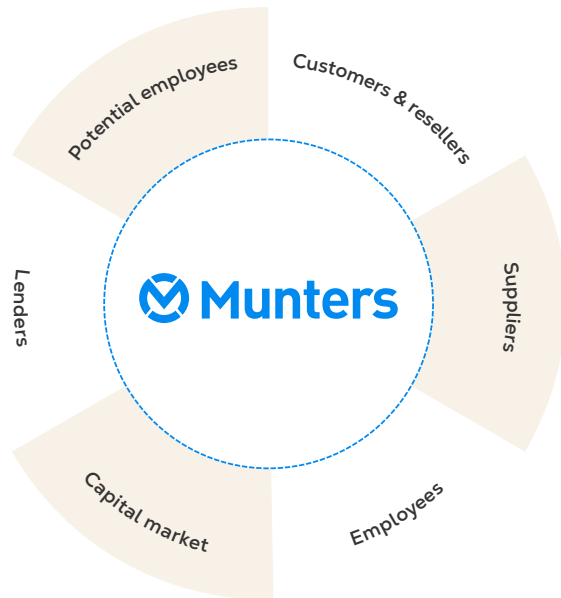 Potential employees
Customers & resellers
Lenders
Munters
Suppliers
Capital market
Employees